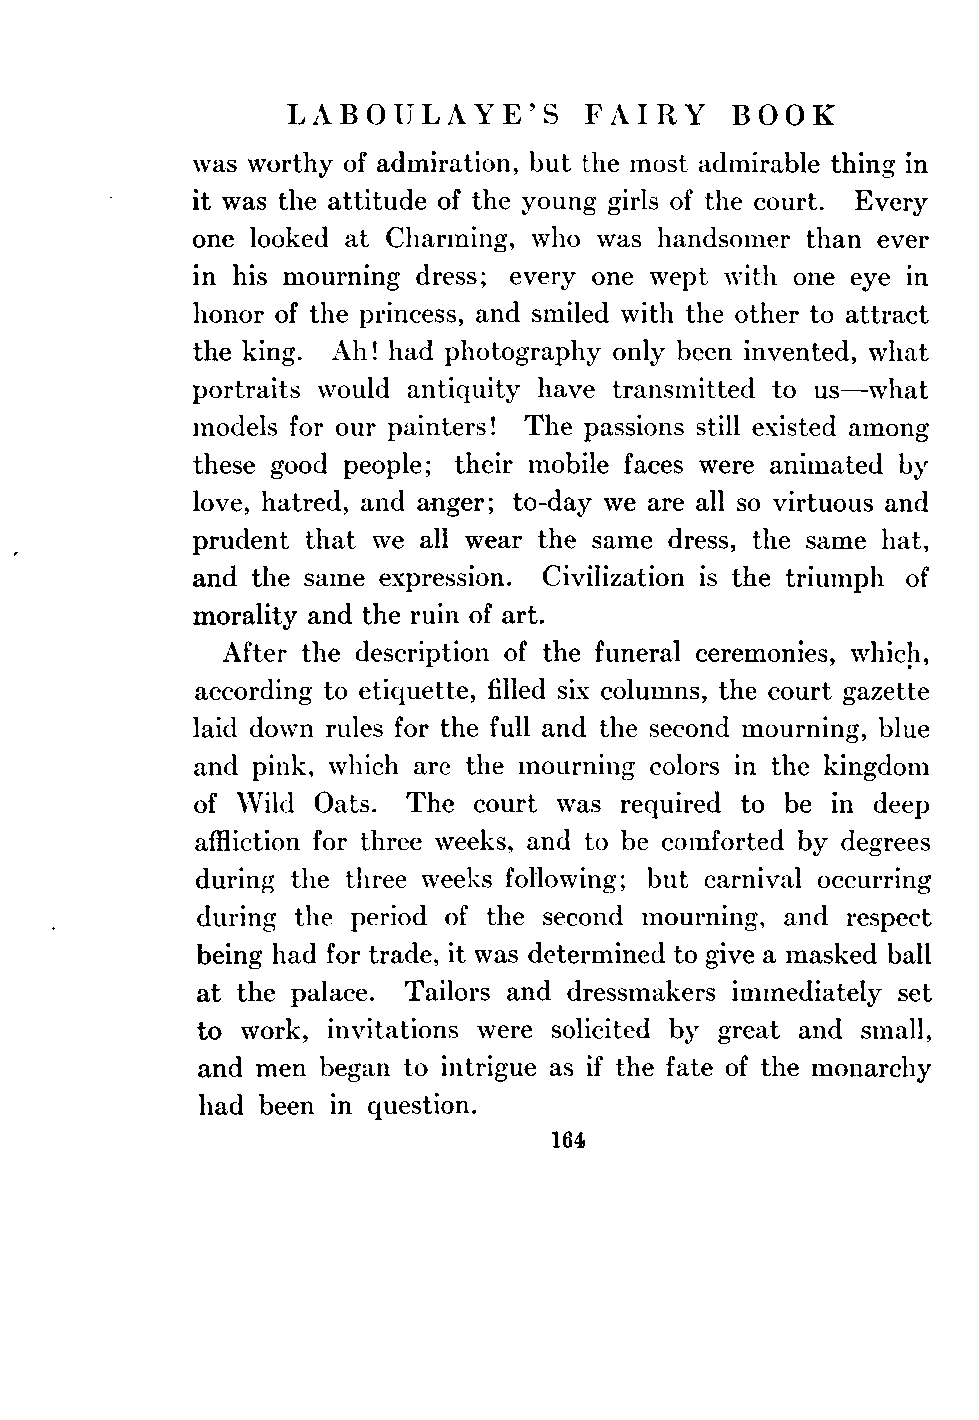 LABOULAYE'S FAIRY BOOK
was worthy of admiration, but the most admirable thing in
it was the attitude of the young girls of the court. Every
one looked at Charming, who was handsomer than ever
in his mourning dress; every one wept with one eye in
honor of the princess, and smiled with the other to attract
the king. Ah! had photography only been invented, what
portraits would antiquity have transmitted to us—what
models for our painters! The passions still existed among
these good people; their mobile faces were animated by
love, hatred, and anger; to-day we are all so virtuous and
prudent that we all wear the same dress, the same hat,
and the same expression. Civilization is the triumph of
morality and the ruin of art.
After the description of the funeral ceremonies, which,
according to etiquette, filled six columns, the court gazette
laid down rules for the full and the second mourning, blue
and pink, which are the mourning colors in the kingdom
of Wild Oats. The court was required to be in deep
affliction for three weeks, and to be comforted by degrees
during the three weeks following; but carnival occurring
during the period of the second mourning, and respect
being had for trade, it was determined to give a masked ball
at the palace. Tailors and dressmakers immediately set
to work, invitations were solicited by great and small,
and men began to intrigue as if the fate of the monarchy
had been in question.
164